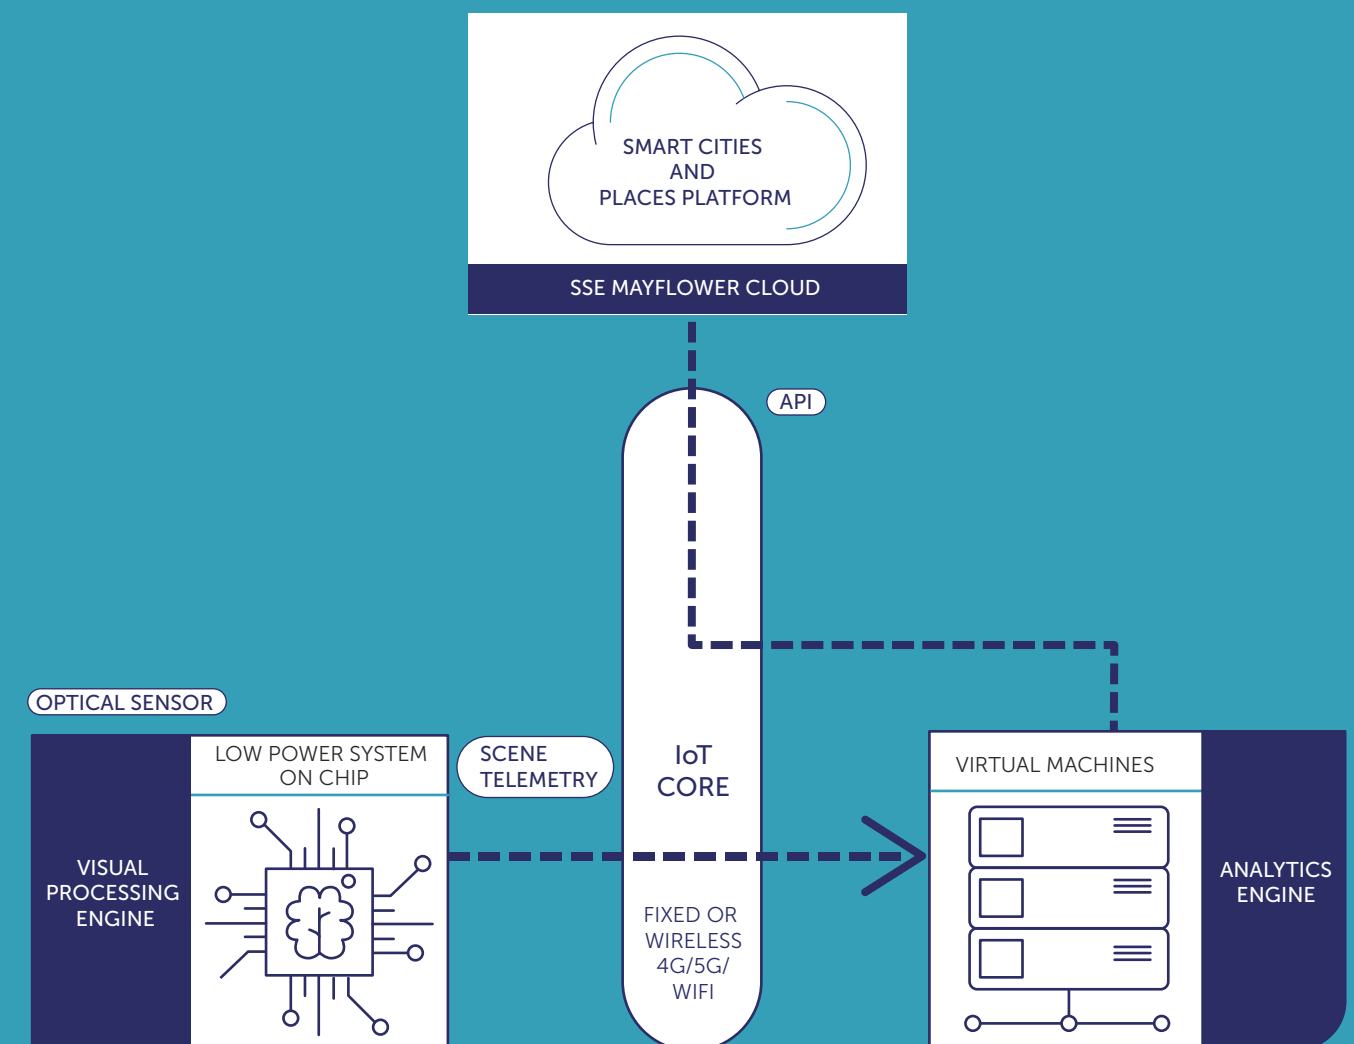 SMART CITIES
AND
PLACES PLATFORM
SSE MAYFLOWER CLOUD
API
OPTICAL SENSOR
VISUAL
PROCESSING
ENGINE
LOW POWER SYSTEM
ON CHIP
SCENE
TELEMETRY
IoT
CORE
FIXED OR
WIRELESS
4G/5G/
WIFI
VIRTUAL MACHINES
ANALYTICS
ENGINE